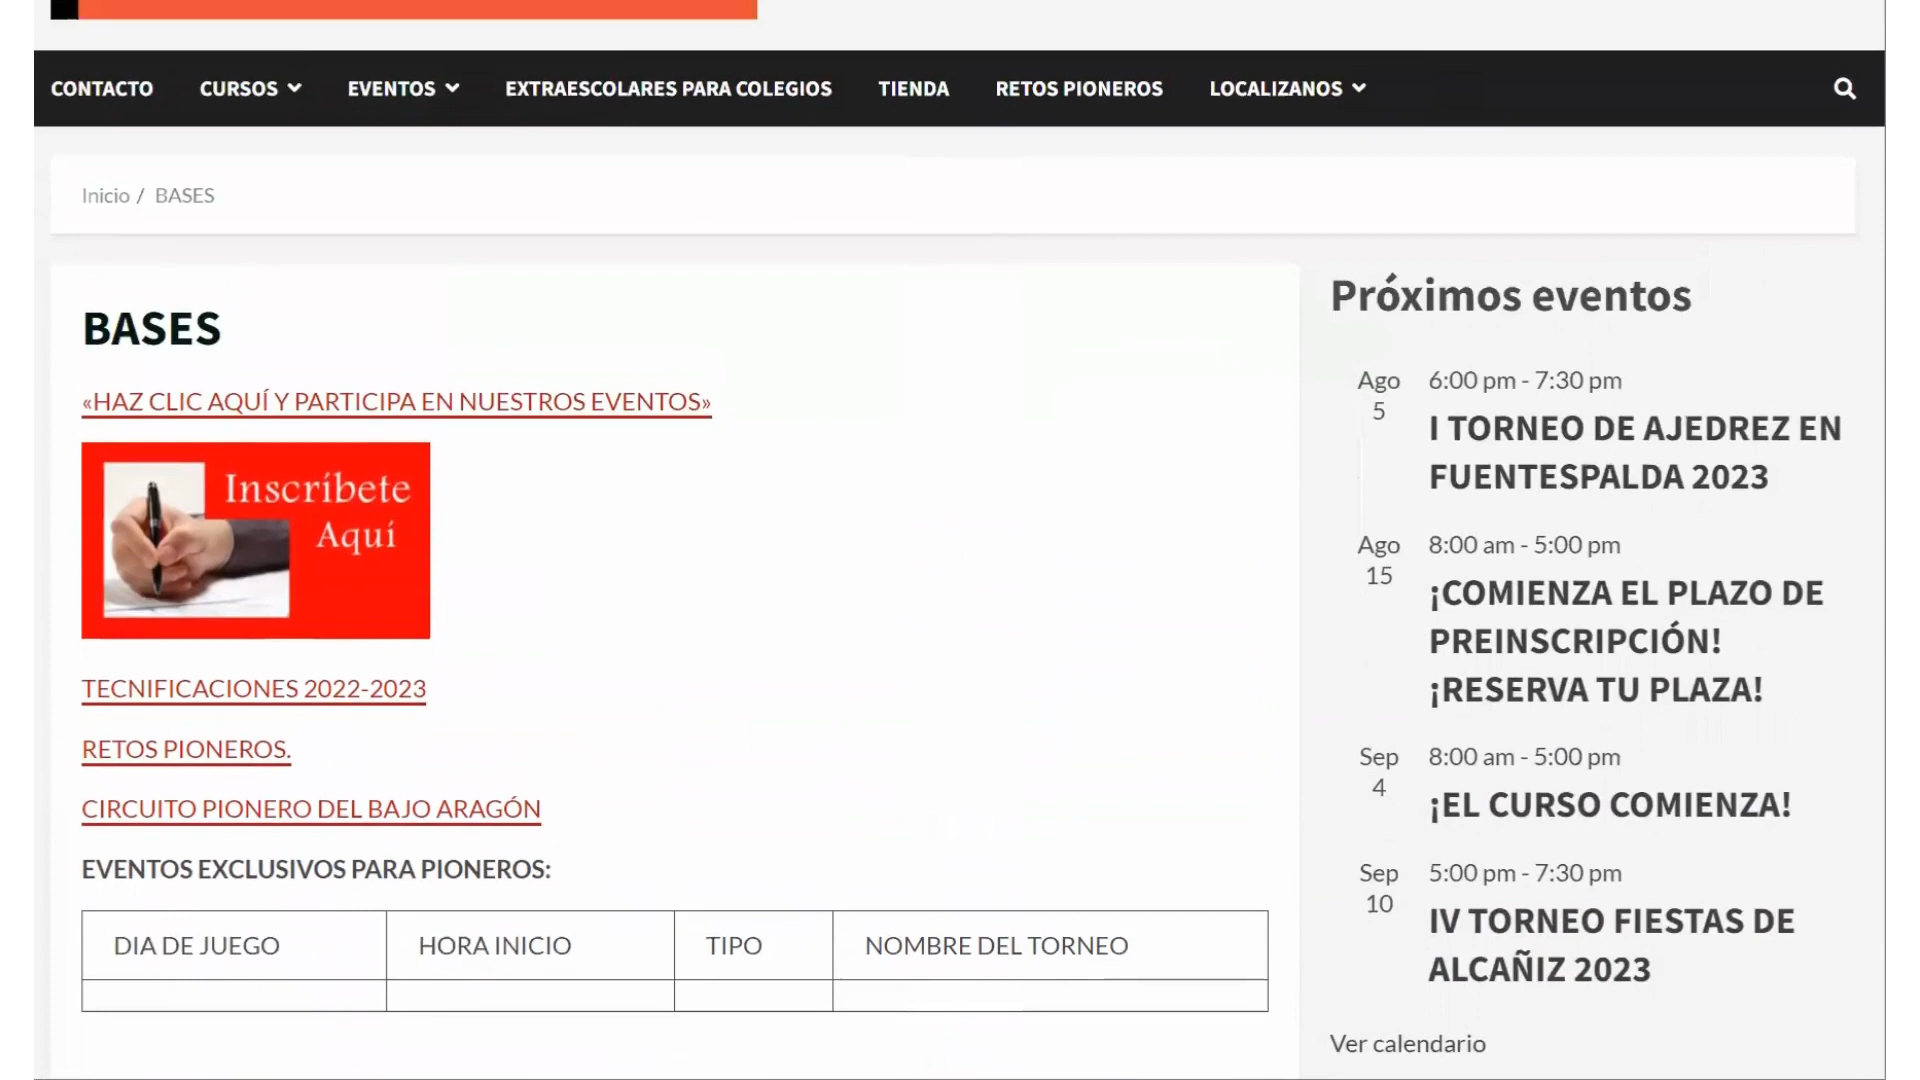 CONTACTO CURSOS EVENTOS EXTRAESCOLARES PARA COLEGIOS TIENDA RETOS PIONEROS LOCALIZANOS
Inicio / BASES
BASES
«HAZ CLIC AQUÍ Y PARTICIPA EN NUESTROS EVENTOS»
Inscríbete
Aquí
TECNIFICACIONES 2022-2023
RETOS PIONEROS.
CIRCUITO PIONERO DEL BAJO ARAGÓN
EVENTOS EXCLUSIVOS PARA PIONEROS:
DIA DE JUEGO HORA INICIO TIPO NOMBRE DEL TORNEO
Próximos eventos
Ago 6:00 pm - 7:30 pm
5
I TORNEO DE AJEDREZ EN
FUENTESPALDA 2023
Ago 8:00 am - 5:00 pm
15
¡COMIENZA EL PLAZO DE
PREINSCRIPCIÓN!
¡RESERVA TU PLAZA!
Sep 8:00 am - 5:00 pm
4
¡EL CURSO COMIENZA!
Sep 5:00 pm - 7:30 pm
10
IV TORNEO FIESTAS DE
ALCAÑIZ 2023
Ver calendario